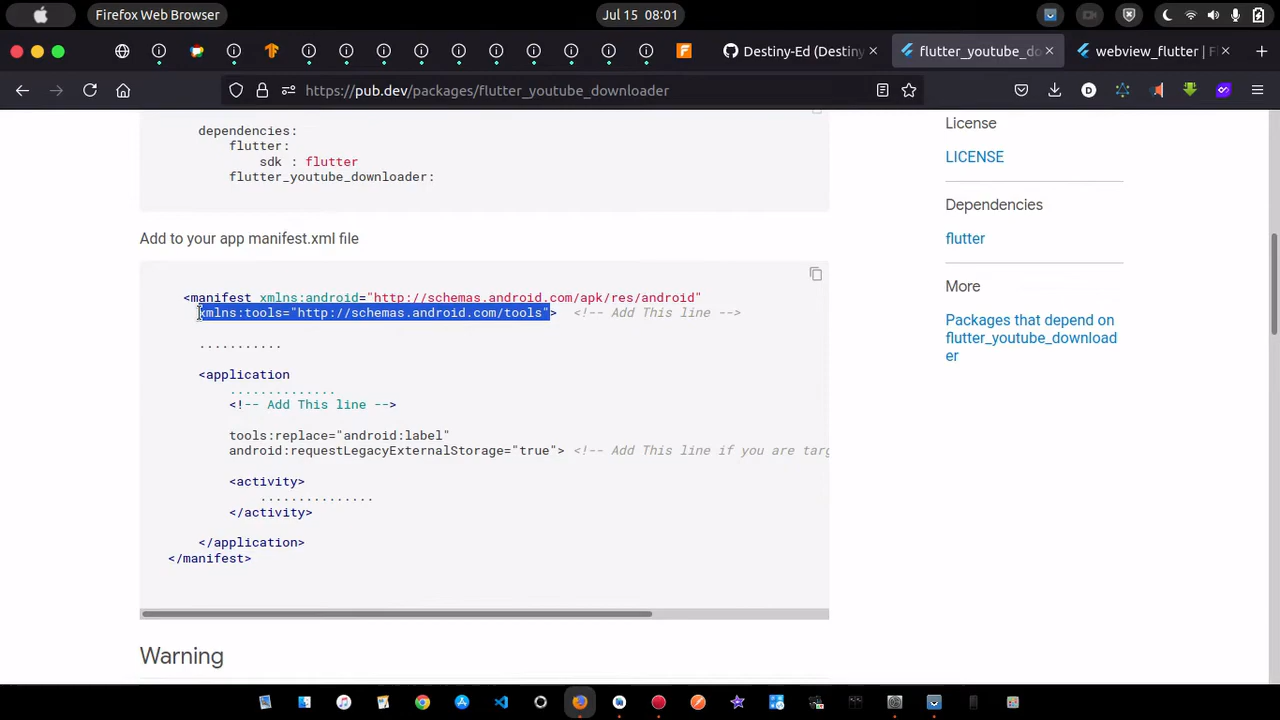 Firefox Web Browser
Jul 15 08:01
Destiny-Ed (Destiny
flutter_youtube_do
webview_flutter | F
https://pub.dev/packages/flutter_youtube_downloader
dependencies:
flutter:
sdk : flutter
flutter_youtube_downloader:
Add to your app manifest.xml file
<manifest xmlns:android="http://schemas.android.com/apk/res/android"
xmlns:tools="http://schemas.android.com/tools"> <!-- Add This line -->
...........
<application
..............
<!-- Add This line -->
tools:replace="android:label"
android:requestLegacyExternalStorage="true"> <!-- Add This line if you are targ
<activity>
...............
</activity>
</application>
</manifest>
Warning
License
LICENSE
Dependencies
flutter
More
Packages that depend on
flutter_youtube_download
er